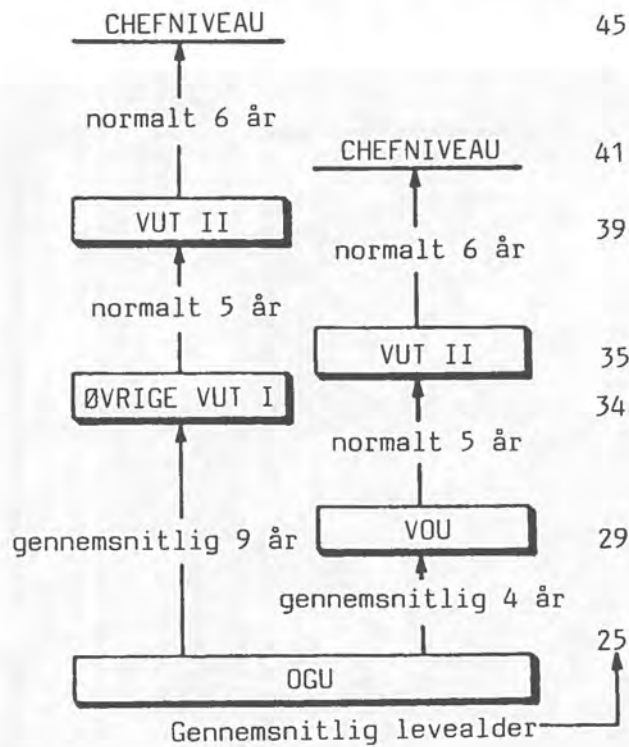 CHEFNIVEAU 45
normalt 6 år
CHEFNIVEAU 41
VUT II 39
normalt 6 år
normalt 5 år
VUT II 35
ØVRIGE VUT I 34
normalt 5 år
VOU 29
gennemsnitlig 9 år
gennemsnitlig 4 år
25
OGU
Gennemsnitlig levealder